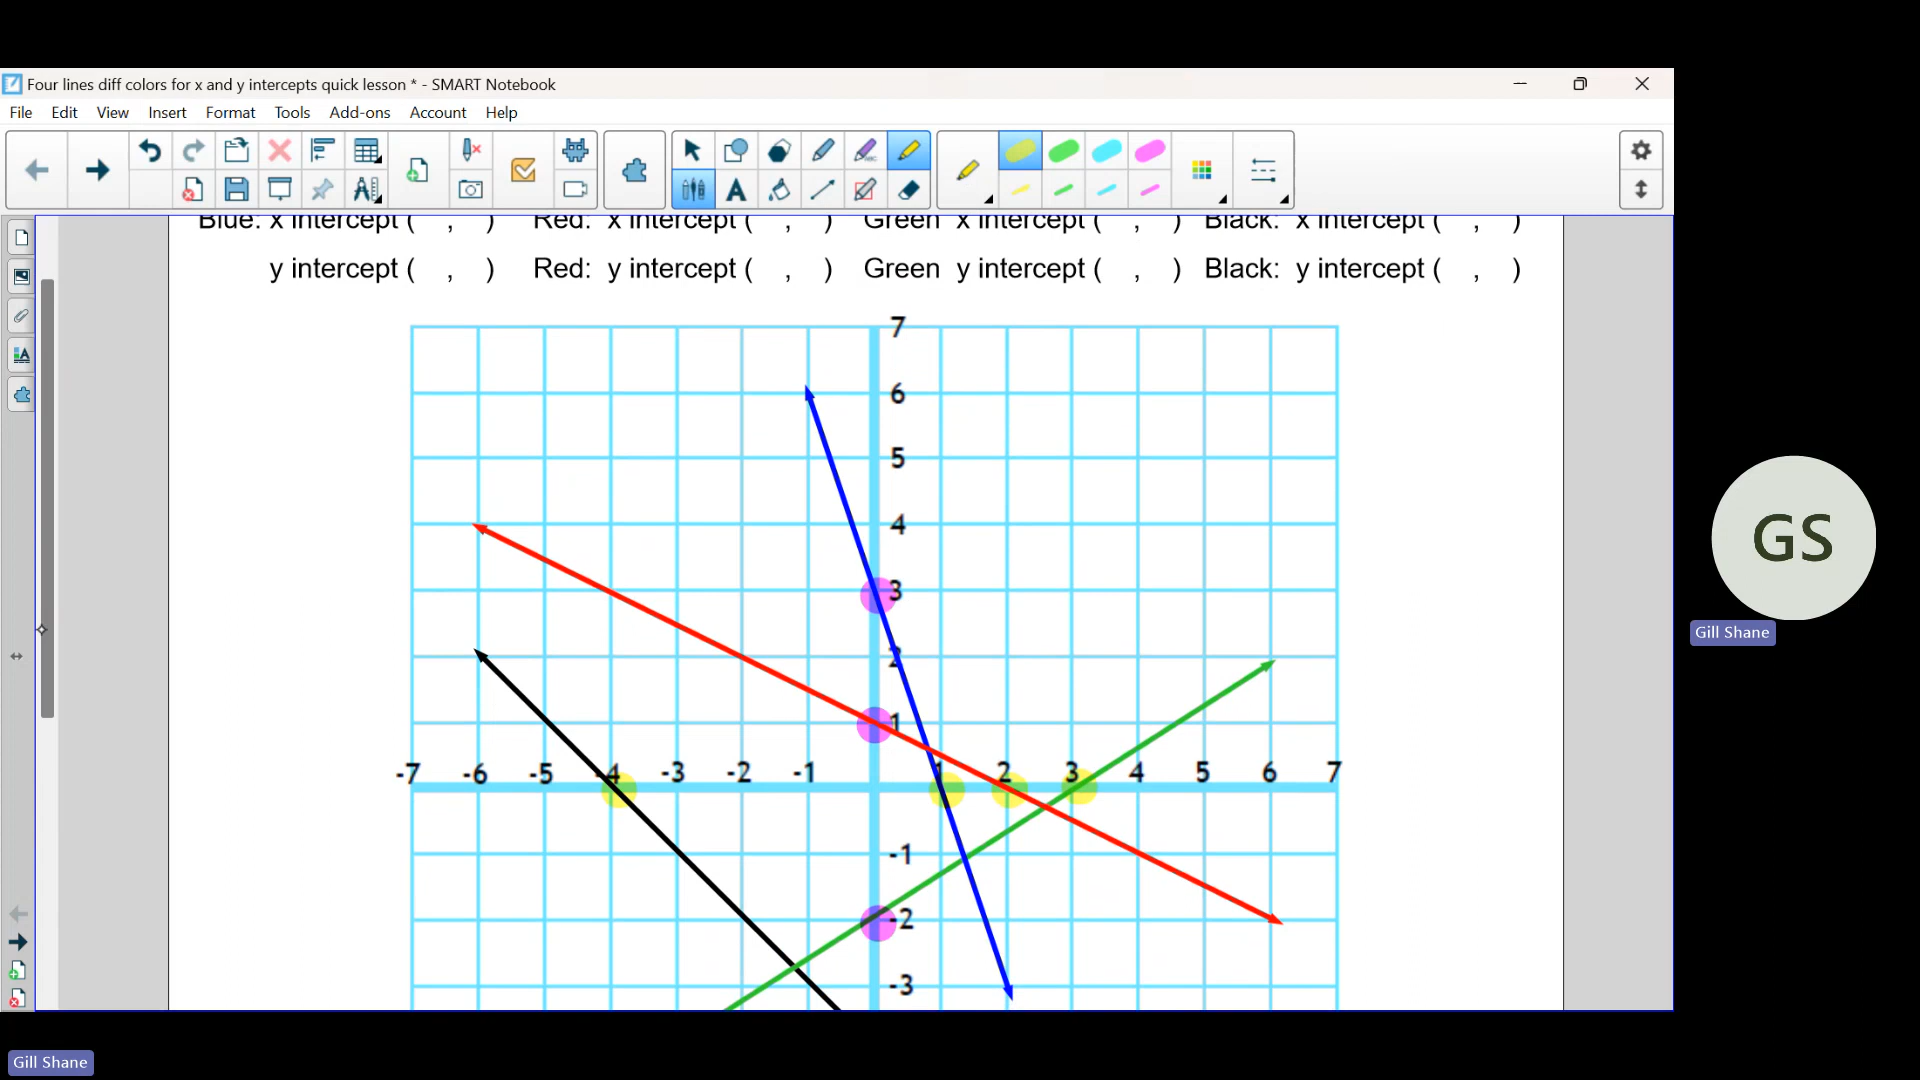 Four lines diff colors for x and y intercepts quick lesson * - SMART Notebook
File Edit View Insert Format Tools Add-ons Account Help
Blue: x intercept ( , ) Red: x intercept ( , ) Green x intercept ( , ) Black: x intercept ( , )
y intercept ( , ) Red: y intercept ( , ) Green y intercept ( , ) Black: y intercept ( , )
7
6
5
4
3
2
1
-7 -6 -5 -4 -3 -2 -1 1 2 3 4 5 6 7
-1
-2
-3
GS
Gill Shane
Gill Shane